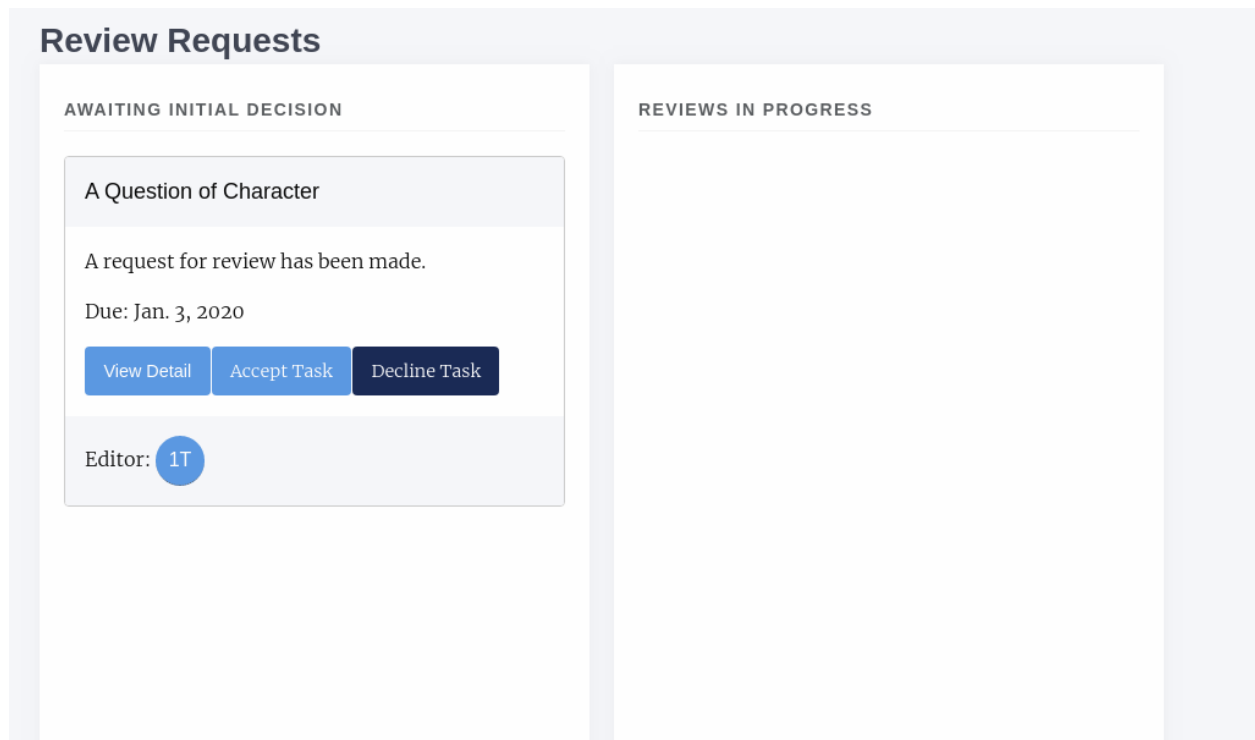 Review Requests
AWAITING INITIAL DECISION
A Question of Character
A request for review has been made.
Due: Jan. 3, 2020
View Detail Accept Task Decline Task
Editor: 1T
REVIEWS IN PROGRESS